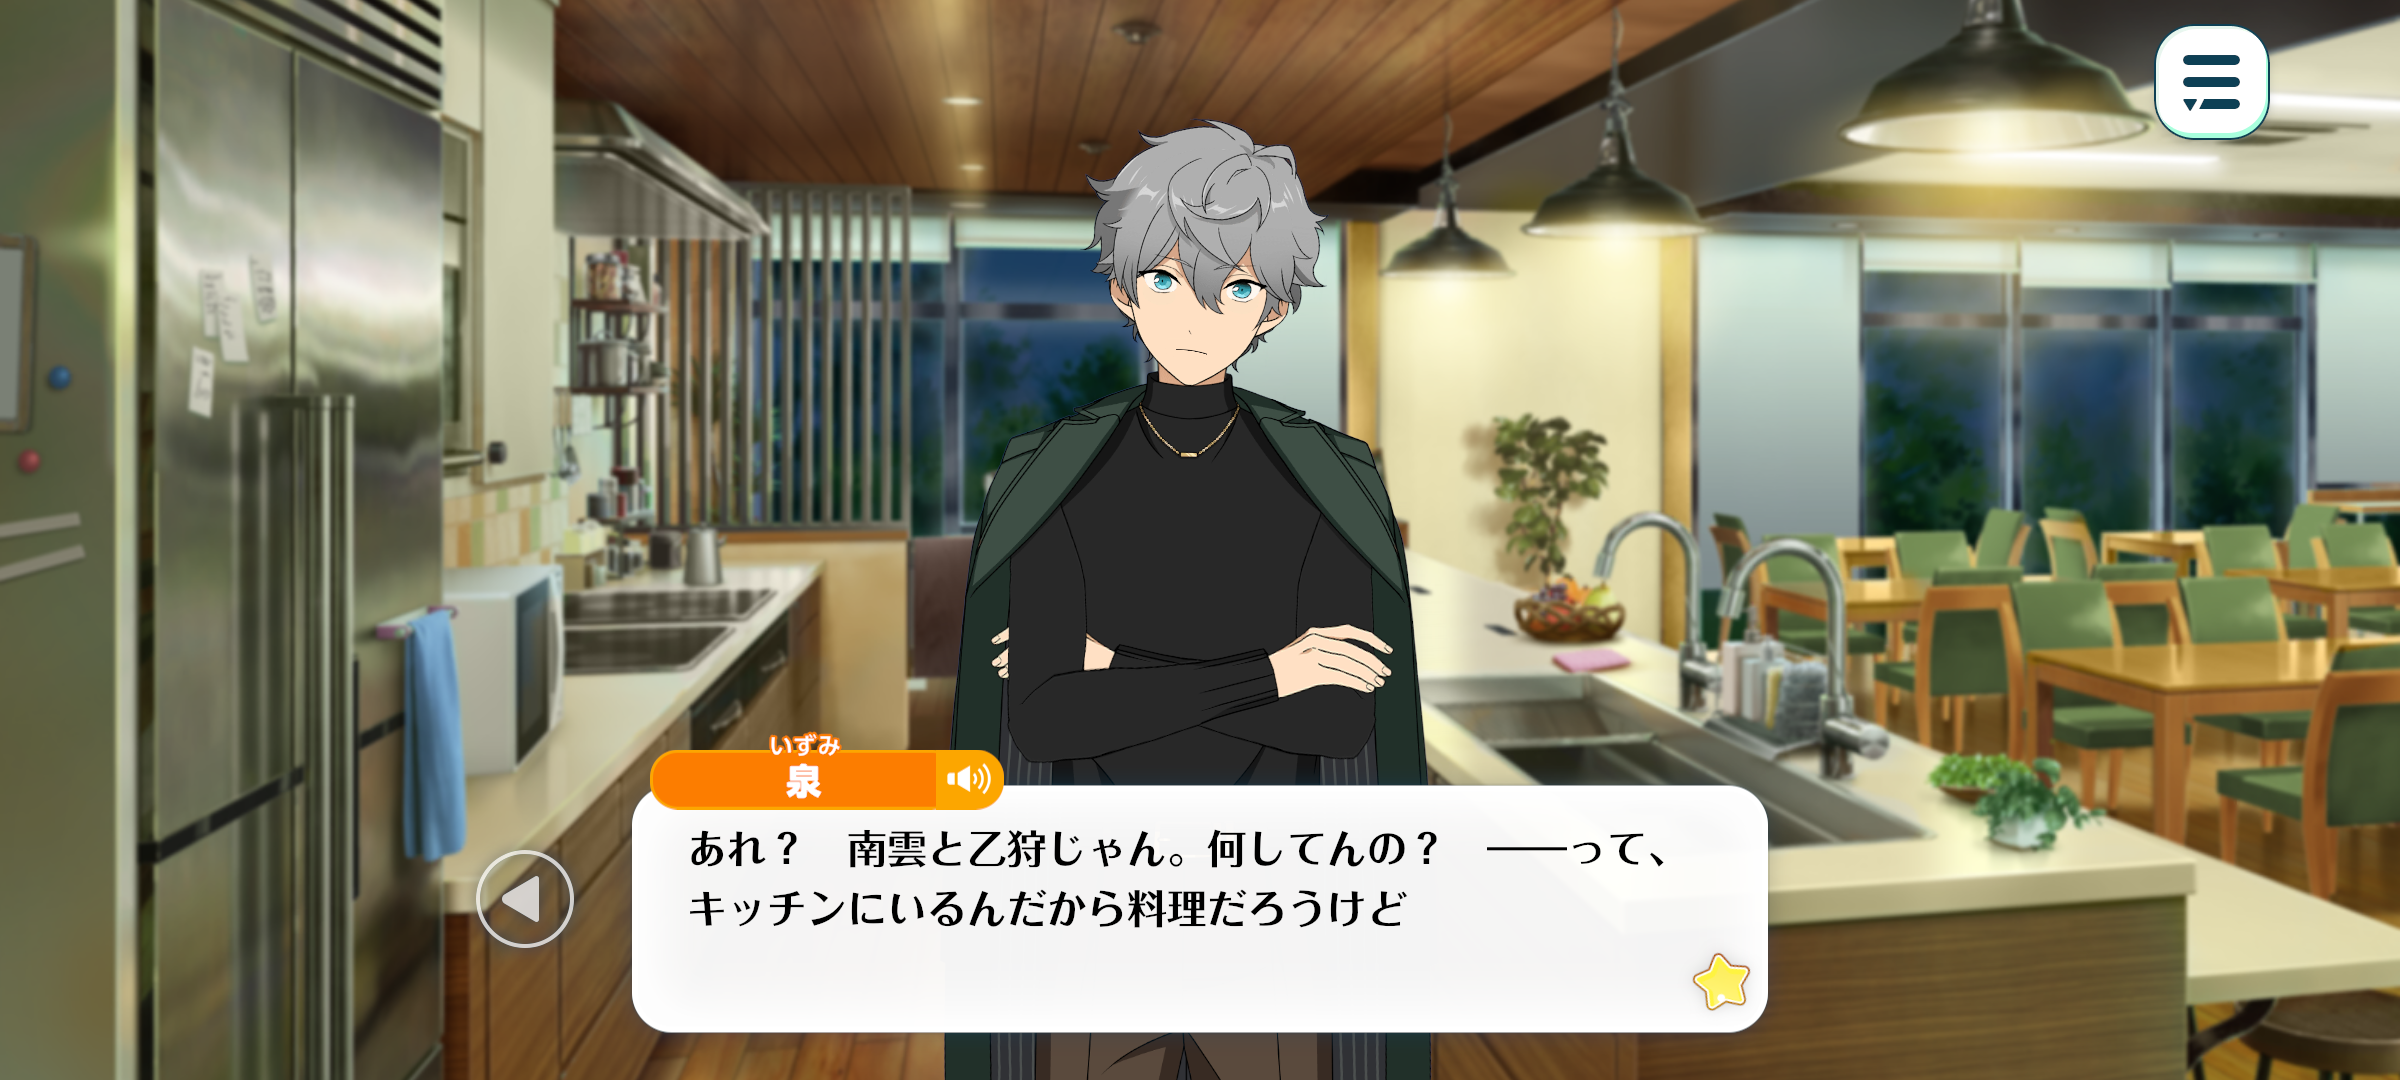 いずみ
泉
あれ？　南雲と乙狩じゃん。何してんの？　――って、
キッチンにいるんだから料理だろうけど